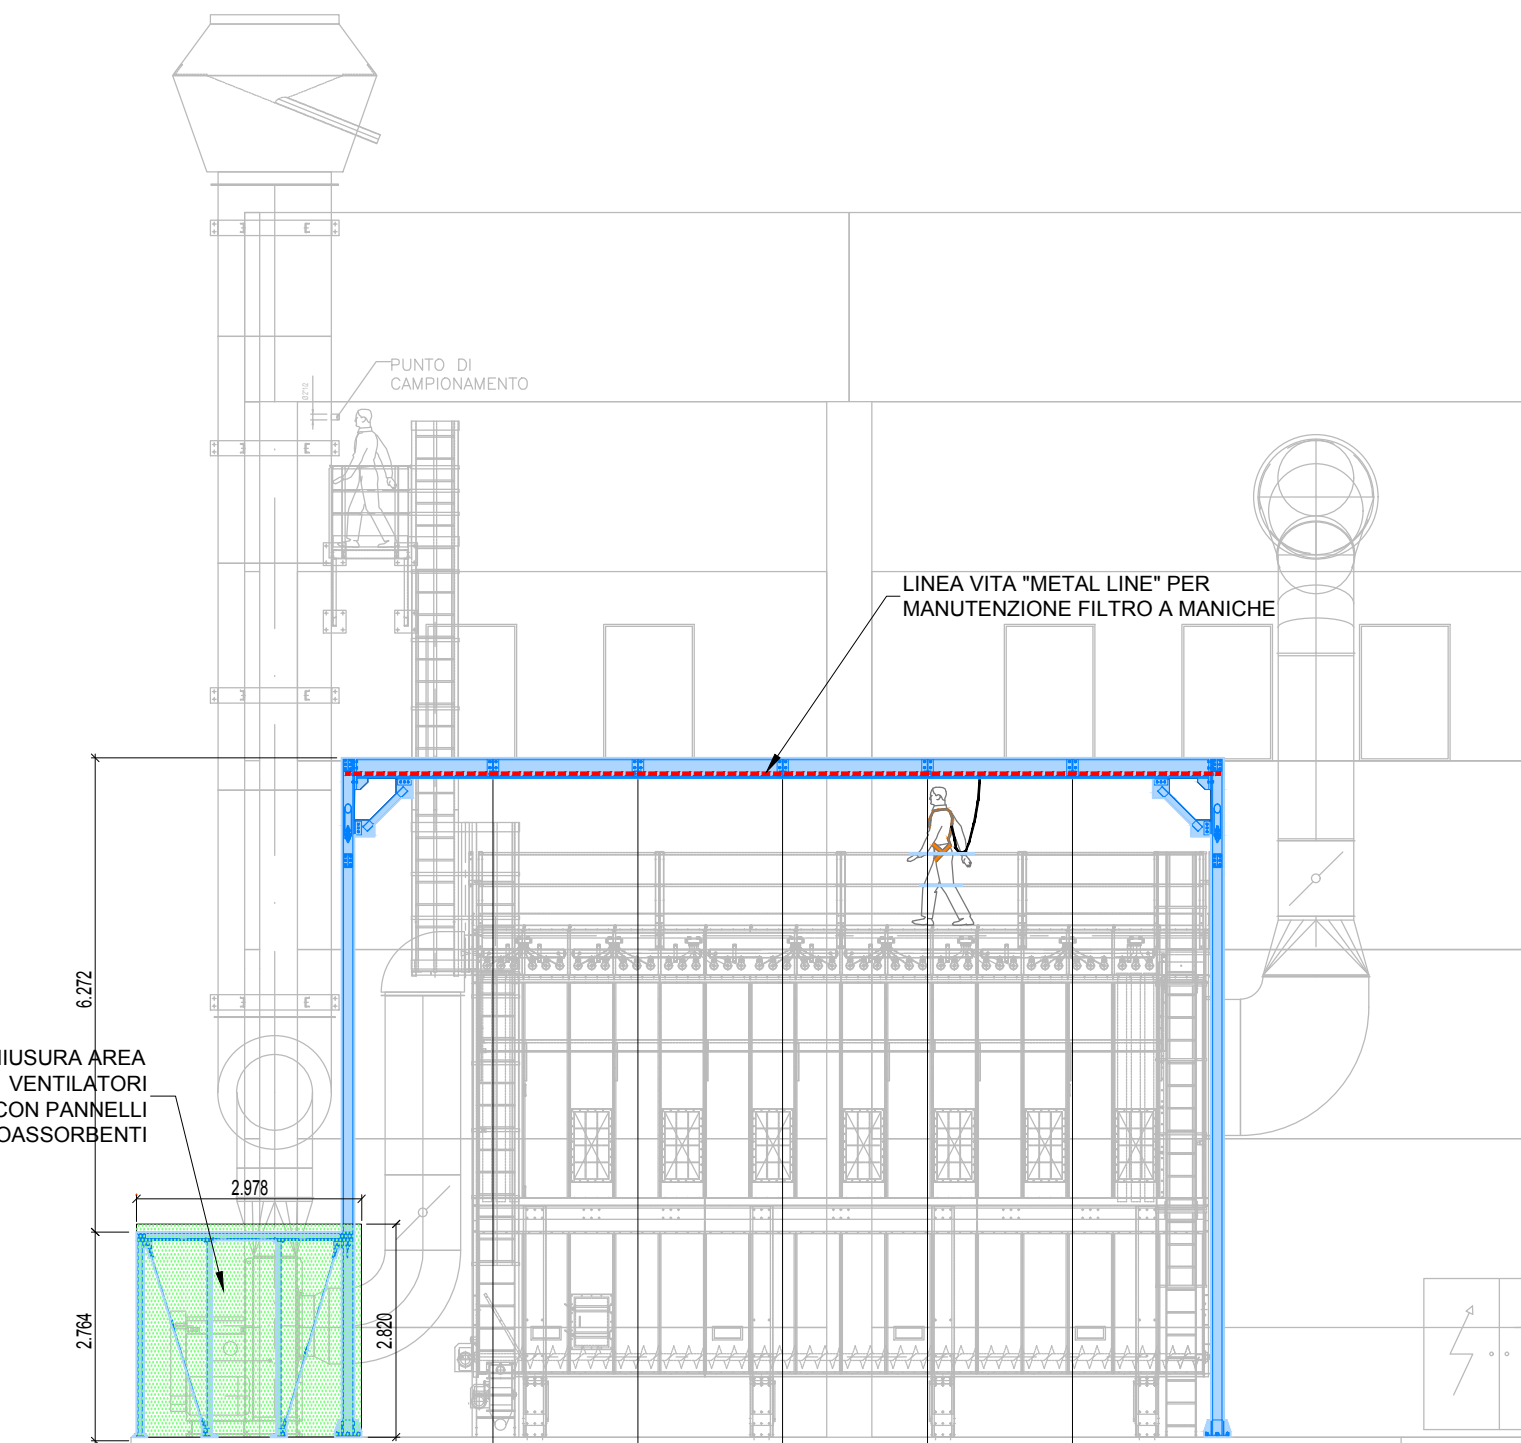 PUNTO DI
CAMPIONAMENTO
LINEA VITA "METAL LINE" PER
MANUTENZIONE FILTRO A MANICHE
6.272
IUSURA AREA
VENTILATORI
CON PANNELLI
OASSORBENTI
2.978
2.764
2.820